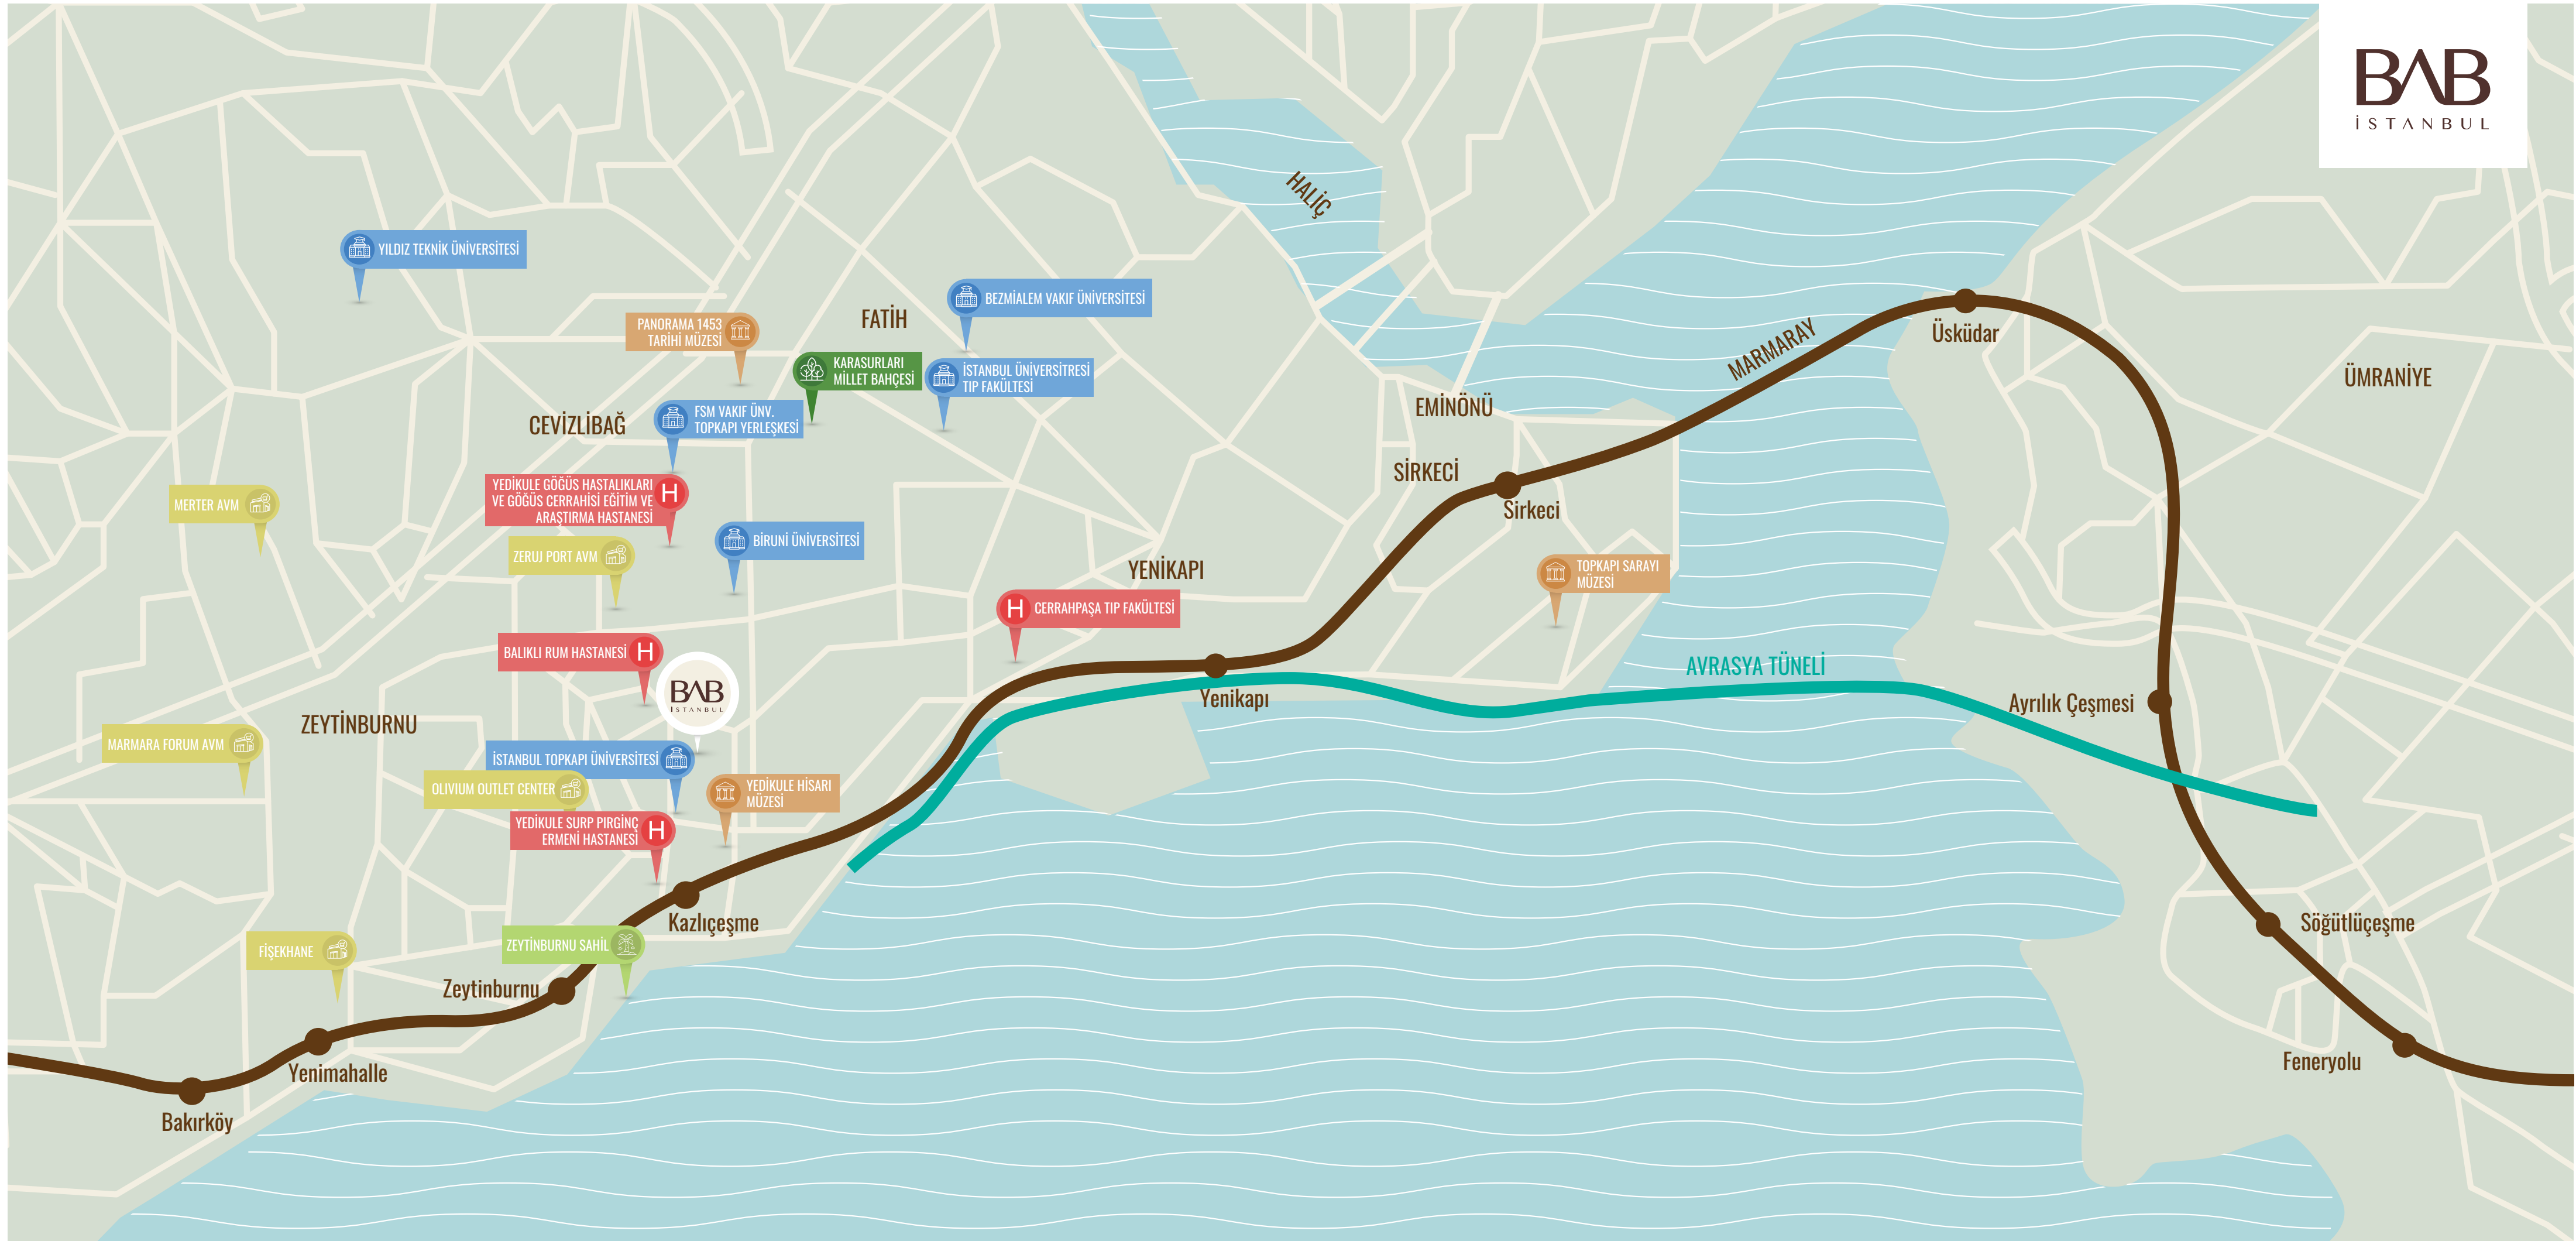 BAB
İSTANBUL
HALİÇ
YILDIZ TEKNİK ÜNİVERSİTESİ
BEZMİALEM VAKIF ÜNİVERSİTESİ
FATİH
PANORAMA 1453
TARİHİ MÜZESİ
MARMARAY
Üsküdar
KARASURLARI
MİLLET BAHÇESİ
İSTANBUL ÜNİVERSİTRESİ
TIP FAKÜLTESİ
ÜMRANİYE
EMİNÖNÜ
CEVİZLİBAĞ
FSM VAKIF ÜNV.
TOPKAPI YERLEŞKESİ
SİRKECİ
Sirkeci
YEDİKULE GÖĞÜS HASTALIKLARI
VE GÖĞÜS CERRAHİSİ EĞİTİM VE
ARAŞTIRMA HASTANESİ
H
MERTER AVM
BİRUNİ ÜNİVERSİTESİ
ZERUJ PORT AVM
YENİKAPI
TOPKAPI SARAYI
MÜZESİ
H
CERRAHPAŞA TIP FAKÜLTESİ
BALIKLI RUM HASTANESİ
H
AVRASYA TÜNELİ
BAB
İSTANBUL
Yenikapı
Ayrılık Çeşmesi
ZEYTİNBURNU
MARMARA FORUM AVM
İSTANBUL TOPKAPI ÜNİVERSİTESİ
OLIVIUM OUTLET CENTER
YEDİKULE HİSARI
MÜZESİ
YEDİKULE SURP PIRGİNÇ
ERMENİ HASTANESİ
H
Kazlıçeşme
Söğütlüçeşme
ZEYTİNBURNU SAHİL
FİŞEKHANE
Zeytinburnu
Yenimahalle
Feneryolu
Bakırköy